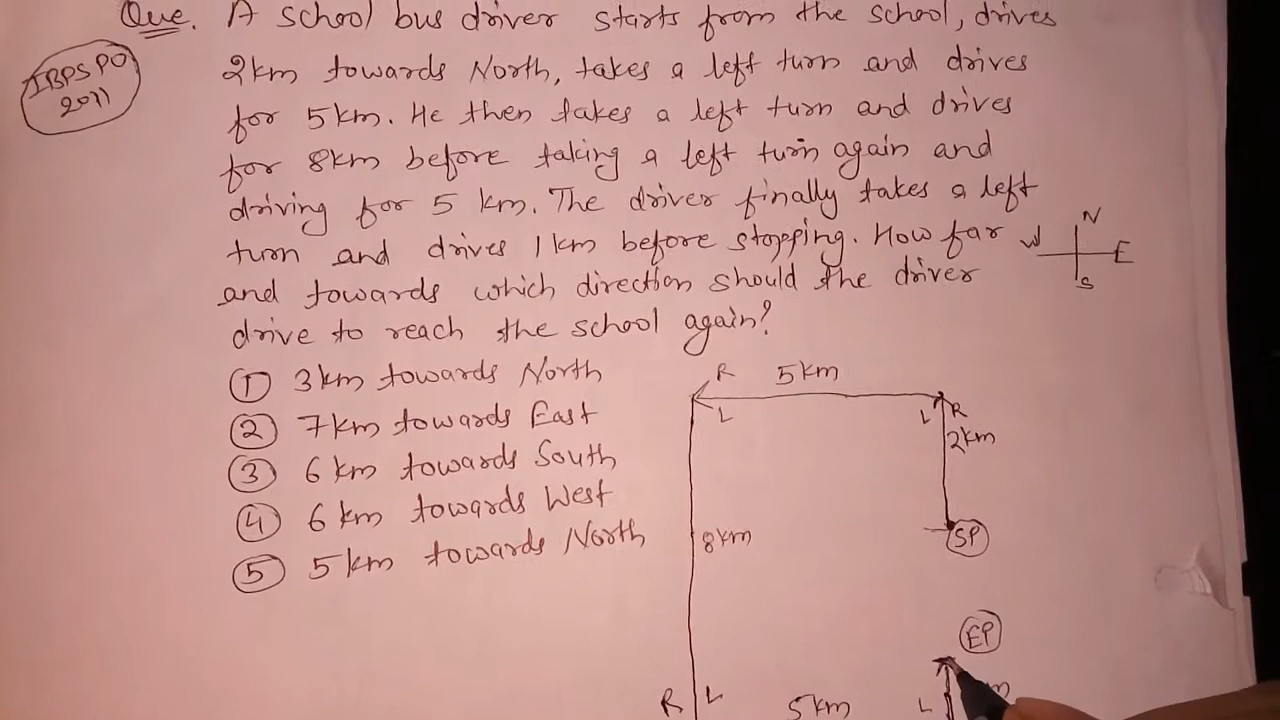 Que. A school bus driver starts from the school, drives
IBPS PO
2011
2km towards North, takes a left turn and drives
for 5km. He then takes a left turn and drives
for 8km before taking a left turn again and
driving for 5 km. The driver finally takes a left
turn and drives 1km before stopping. How far
and towards which direction should the driver
drive to reach the school again?
N
W E
S
① 3km towards North
② 7km towards East
③ 6km towards South
④ 6km towards West
⑤ 5km towards North
R 5km
L L R
2km
SP
8km
EP
R L 5km L